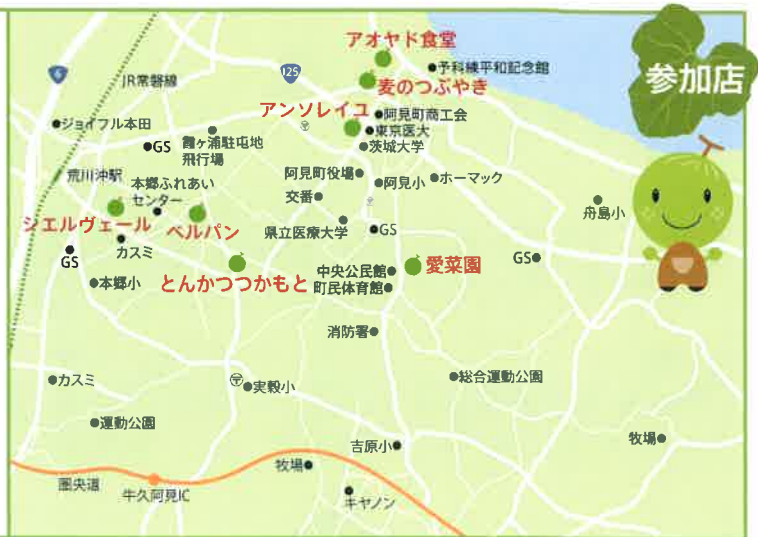 アオヤド食堂
予科練平和記念館
参加店
6
125
JR常磐線
麦のつぶやき
アンソレイユ
阿見町商工会
東京医大
ジョイフル本田
GS
霞ヶ浦駐屯地
飛行場
茨城大学
荒川沖駅
本郷ふれあい
センター
阿見町役場
阿見小
ホーマック
交番
舟島小
シエルヴェール
ベルパン
県立医療大学
GS
カスミ
GS
GS
本郷小
とんかつつかもと
中央公民館
町民体育館
愛菜園
消防署
カスミ
〒
実穀小
総合運動公園
運動公園
吉原小
牧場
牧場
圏央道
牛久阿見IC
キヤノン